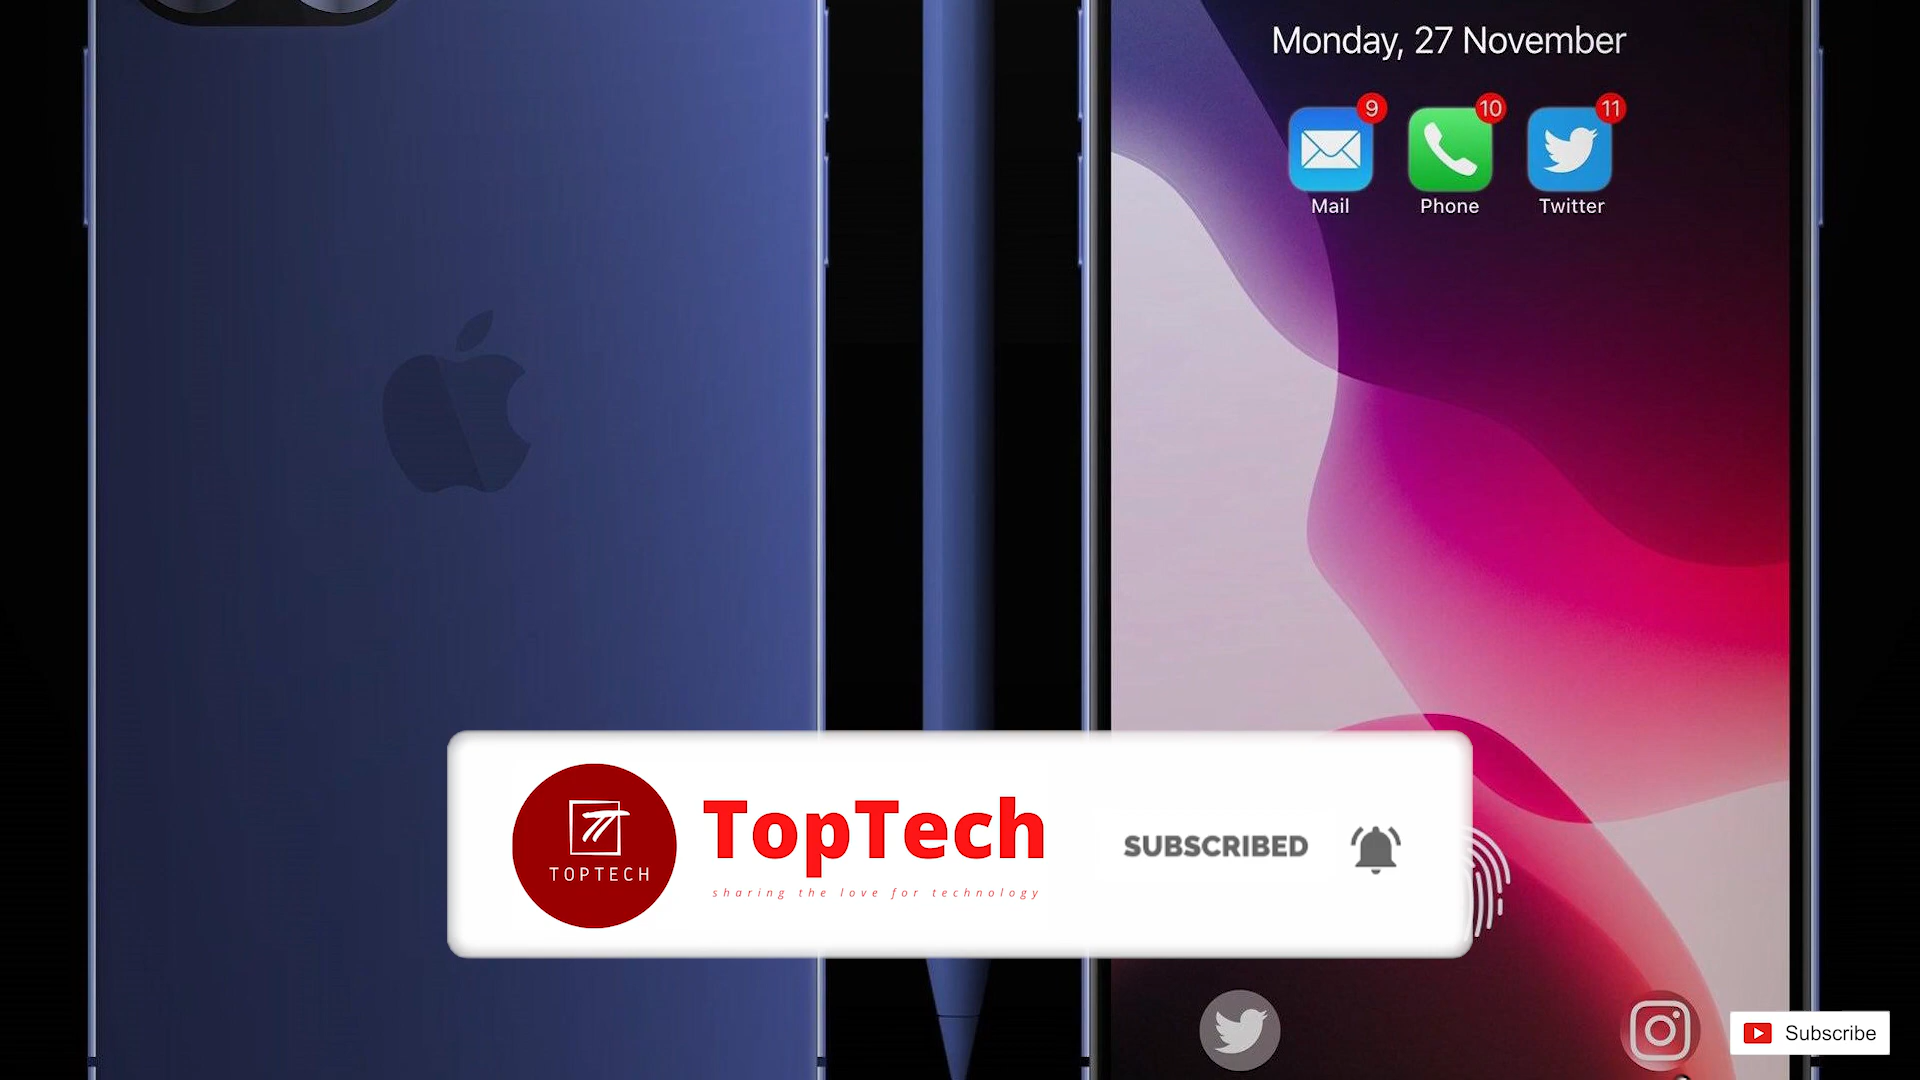 Monday, 27 November
9
10
11
Mail
Phone
Twitter
TopTech
SUBSCRIBED
TOPTECH
sharing the love for technology
Subscribe